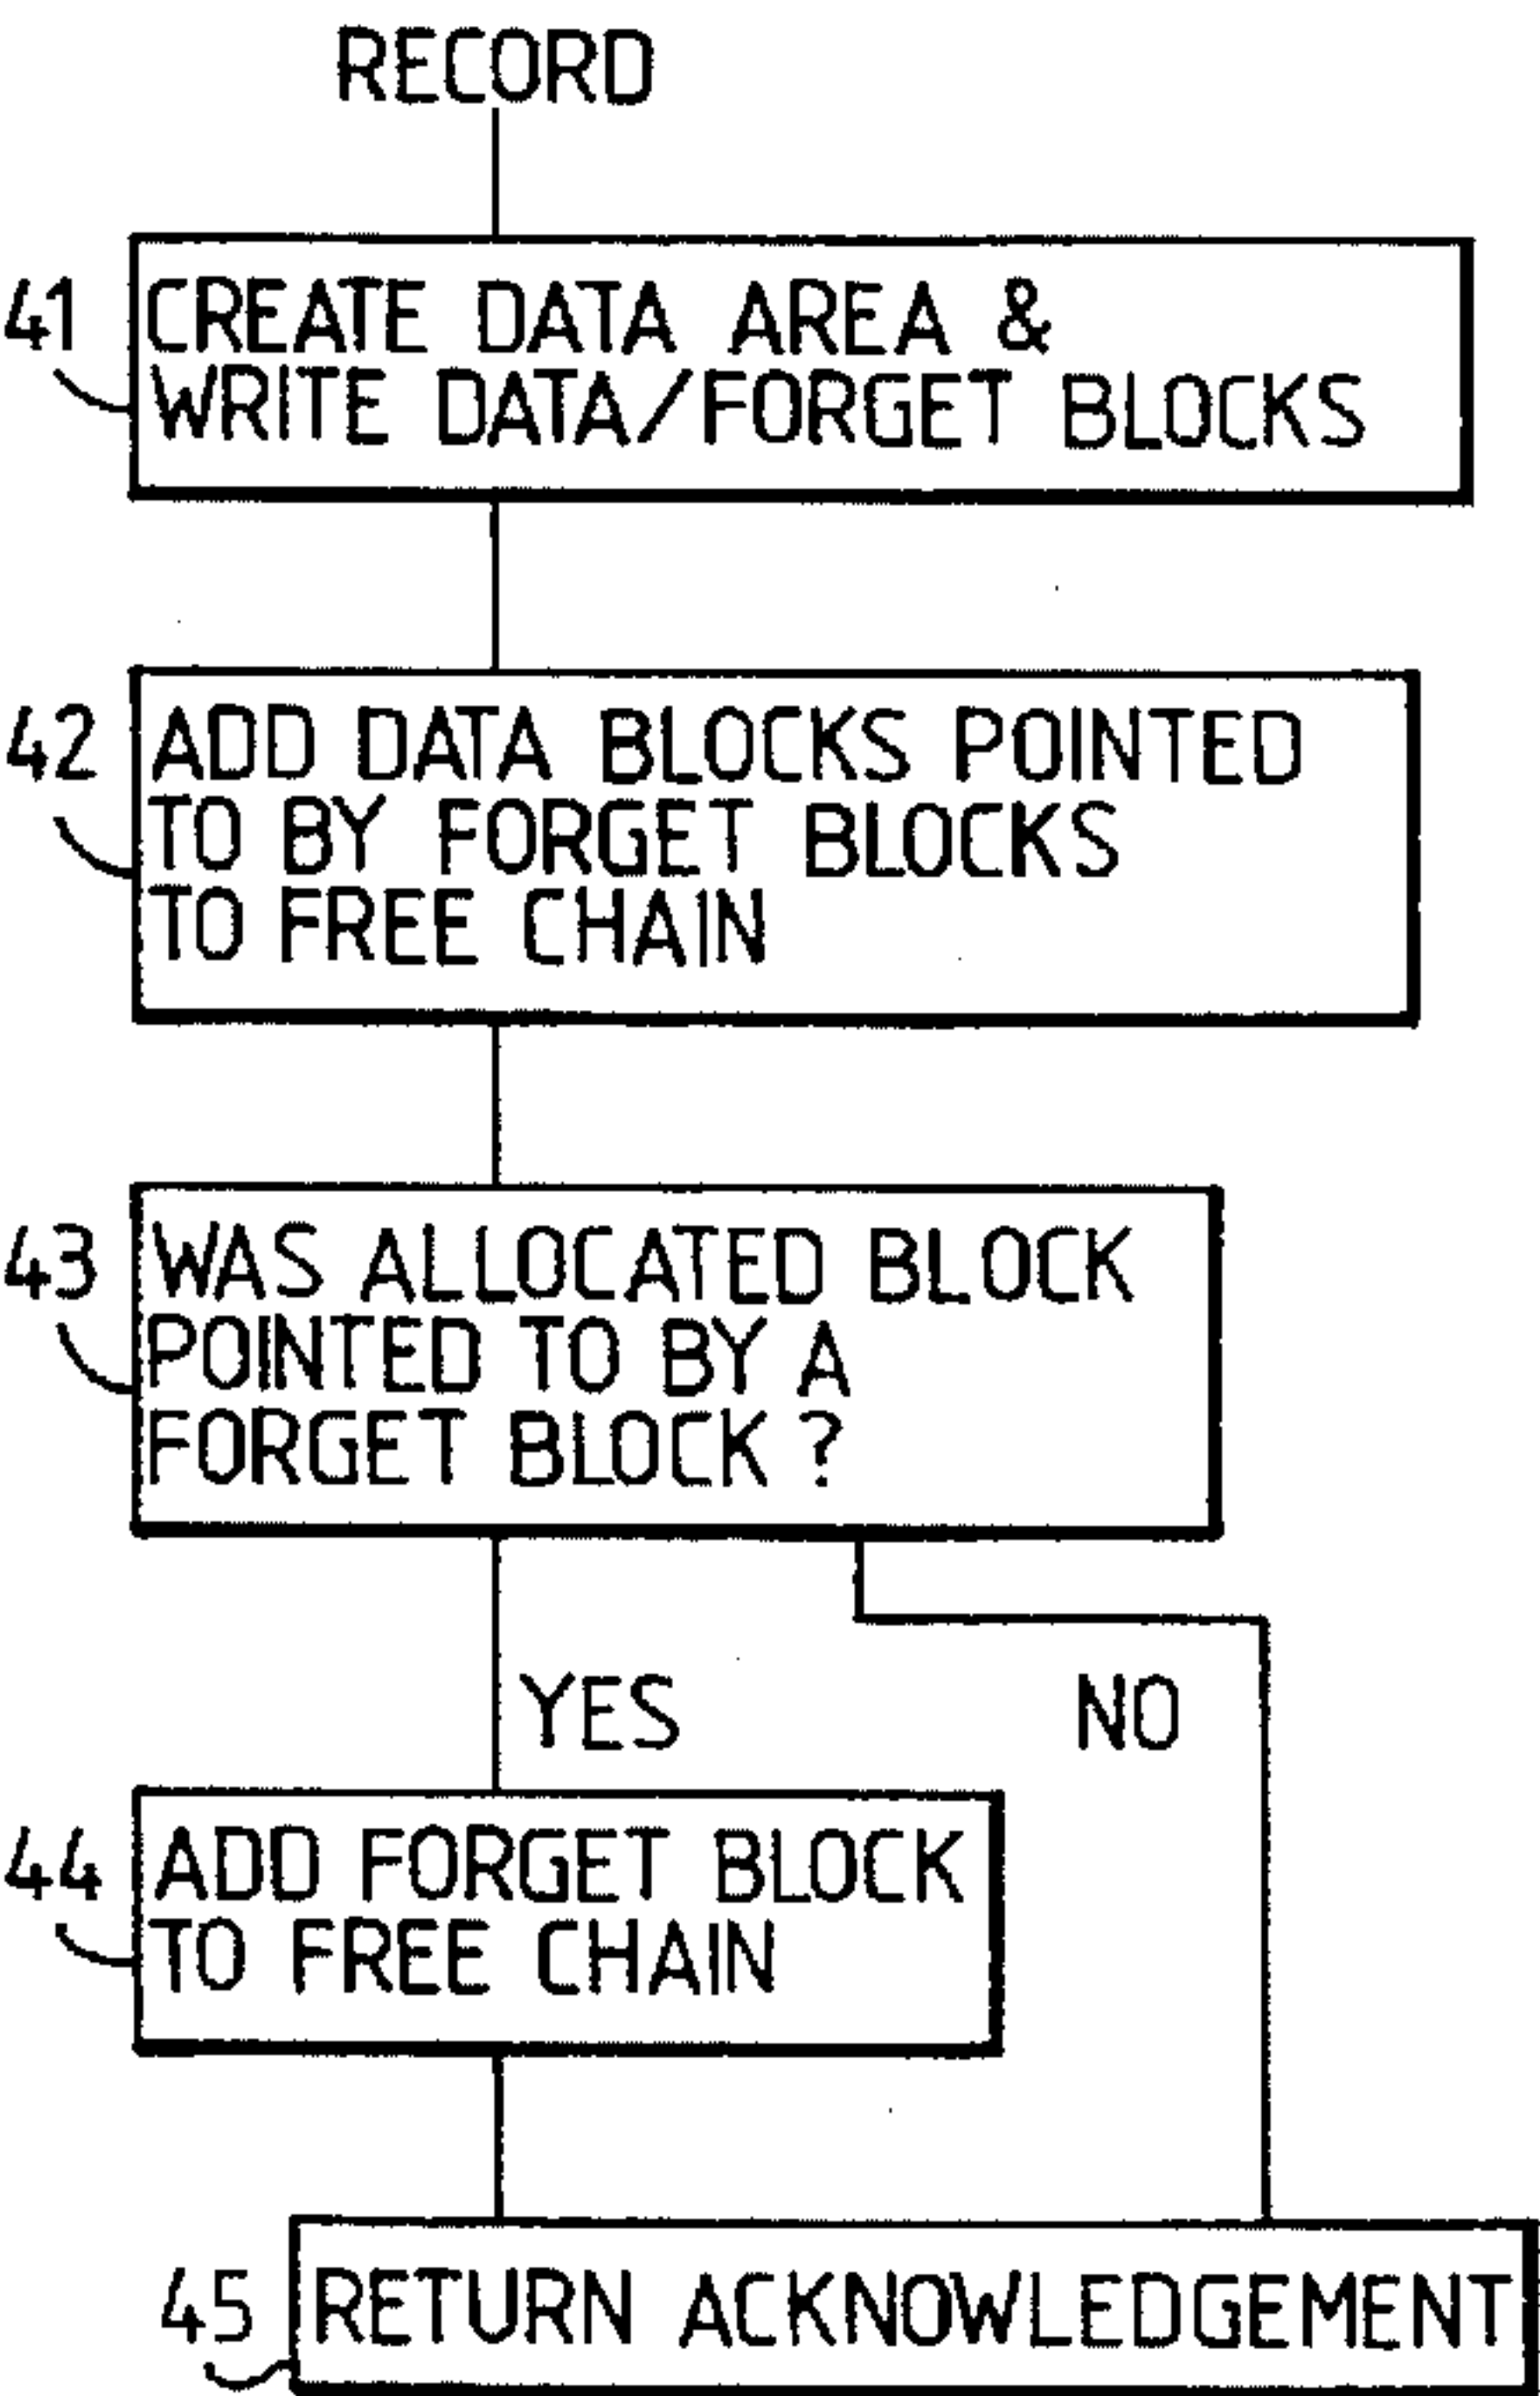 RECORD
41
CREATE DATA AREA &
WRITE DATA/FORGET BLOCKS
42
ADD DATA BLOCKS POINTED
TO BY FORGET BLOCKS
TO FREE CHAIN
43
WAS ALLOCATED BLOCK
POINTED TO BY A
FORGET BLOCK ?
YES
NO
44
ADD FORGET BLOCK
TO FREE CHAIN
45
RETURN ACKNOWLEDGEMENT